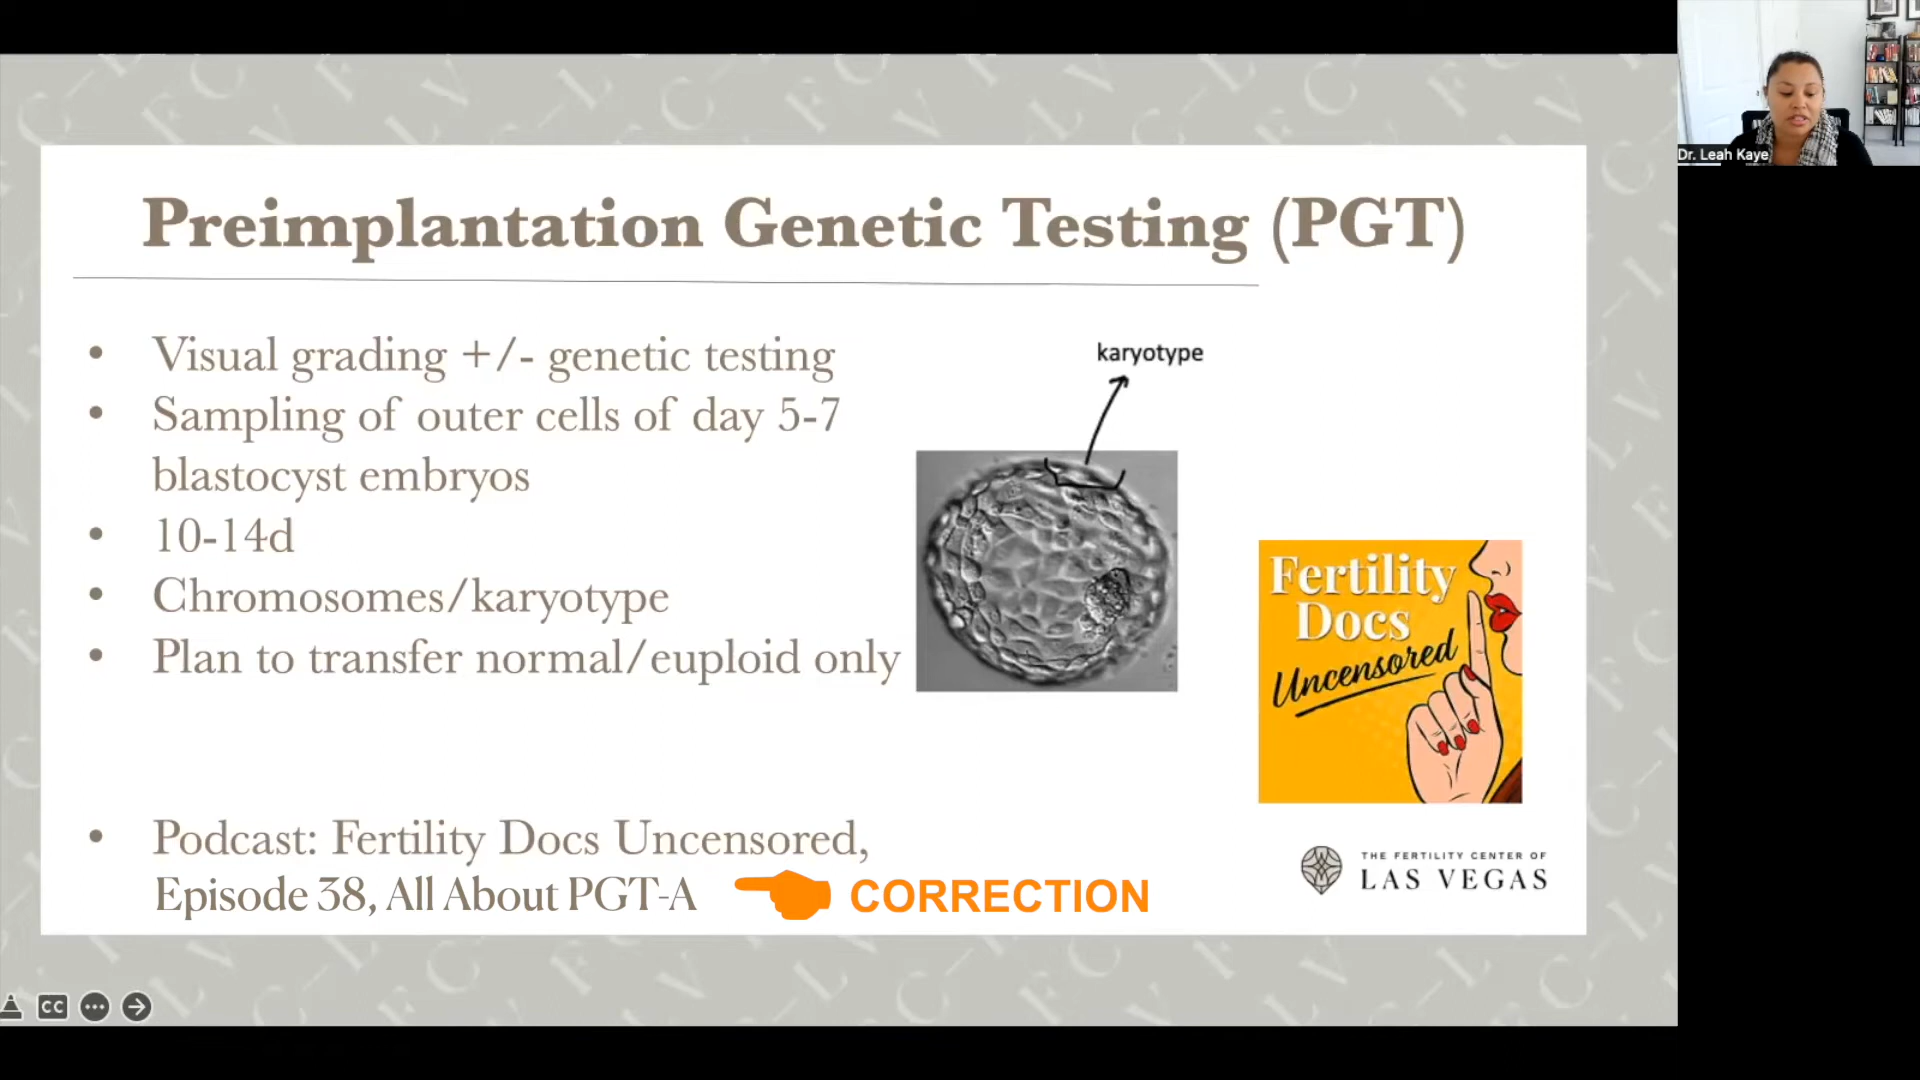 Dr. Leah Kaye
Preimplantation Genetic Testing (PGT)
• Visual grading +/- genetic testing
• Sampling of outer cells of day 5-7
blastocyst embryos
• 10-14d
• Chromosomes/karyotype
• Plan to transfer normal/euploid only
karyotype
Fertility
Docs
Uncensored
• Podcast: Fertility Docs Uncensored,
Episode 38, All About PGT-A
CORRECTION
THE FERTILITY CENTER OF
LAS VEGAS
CC